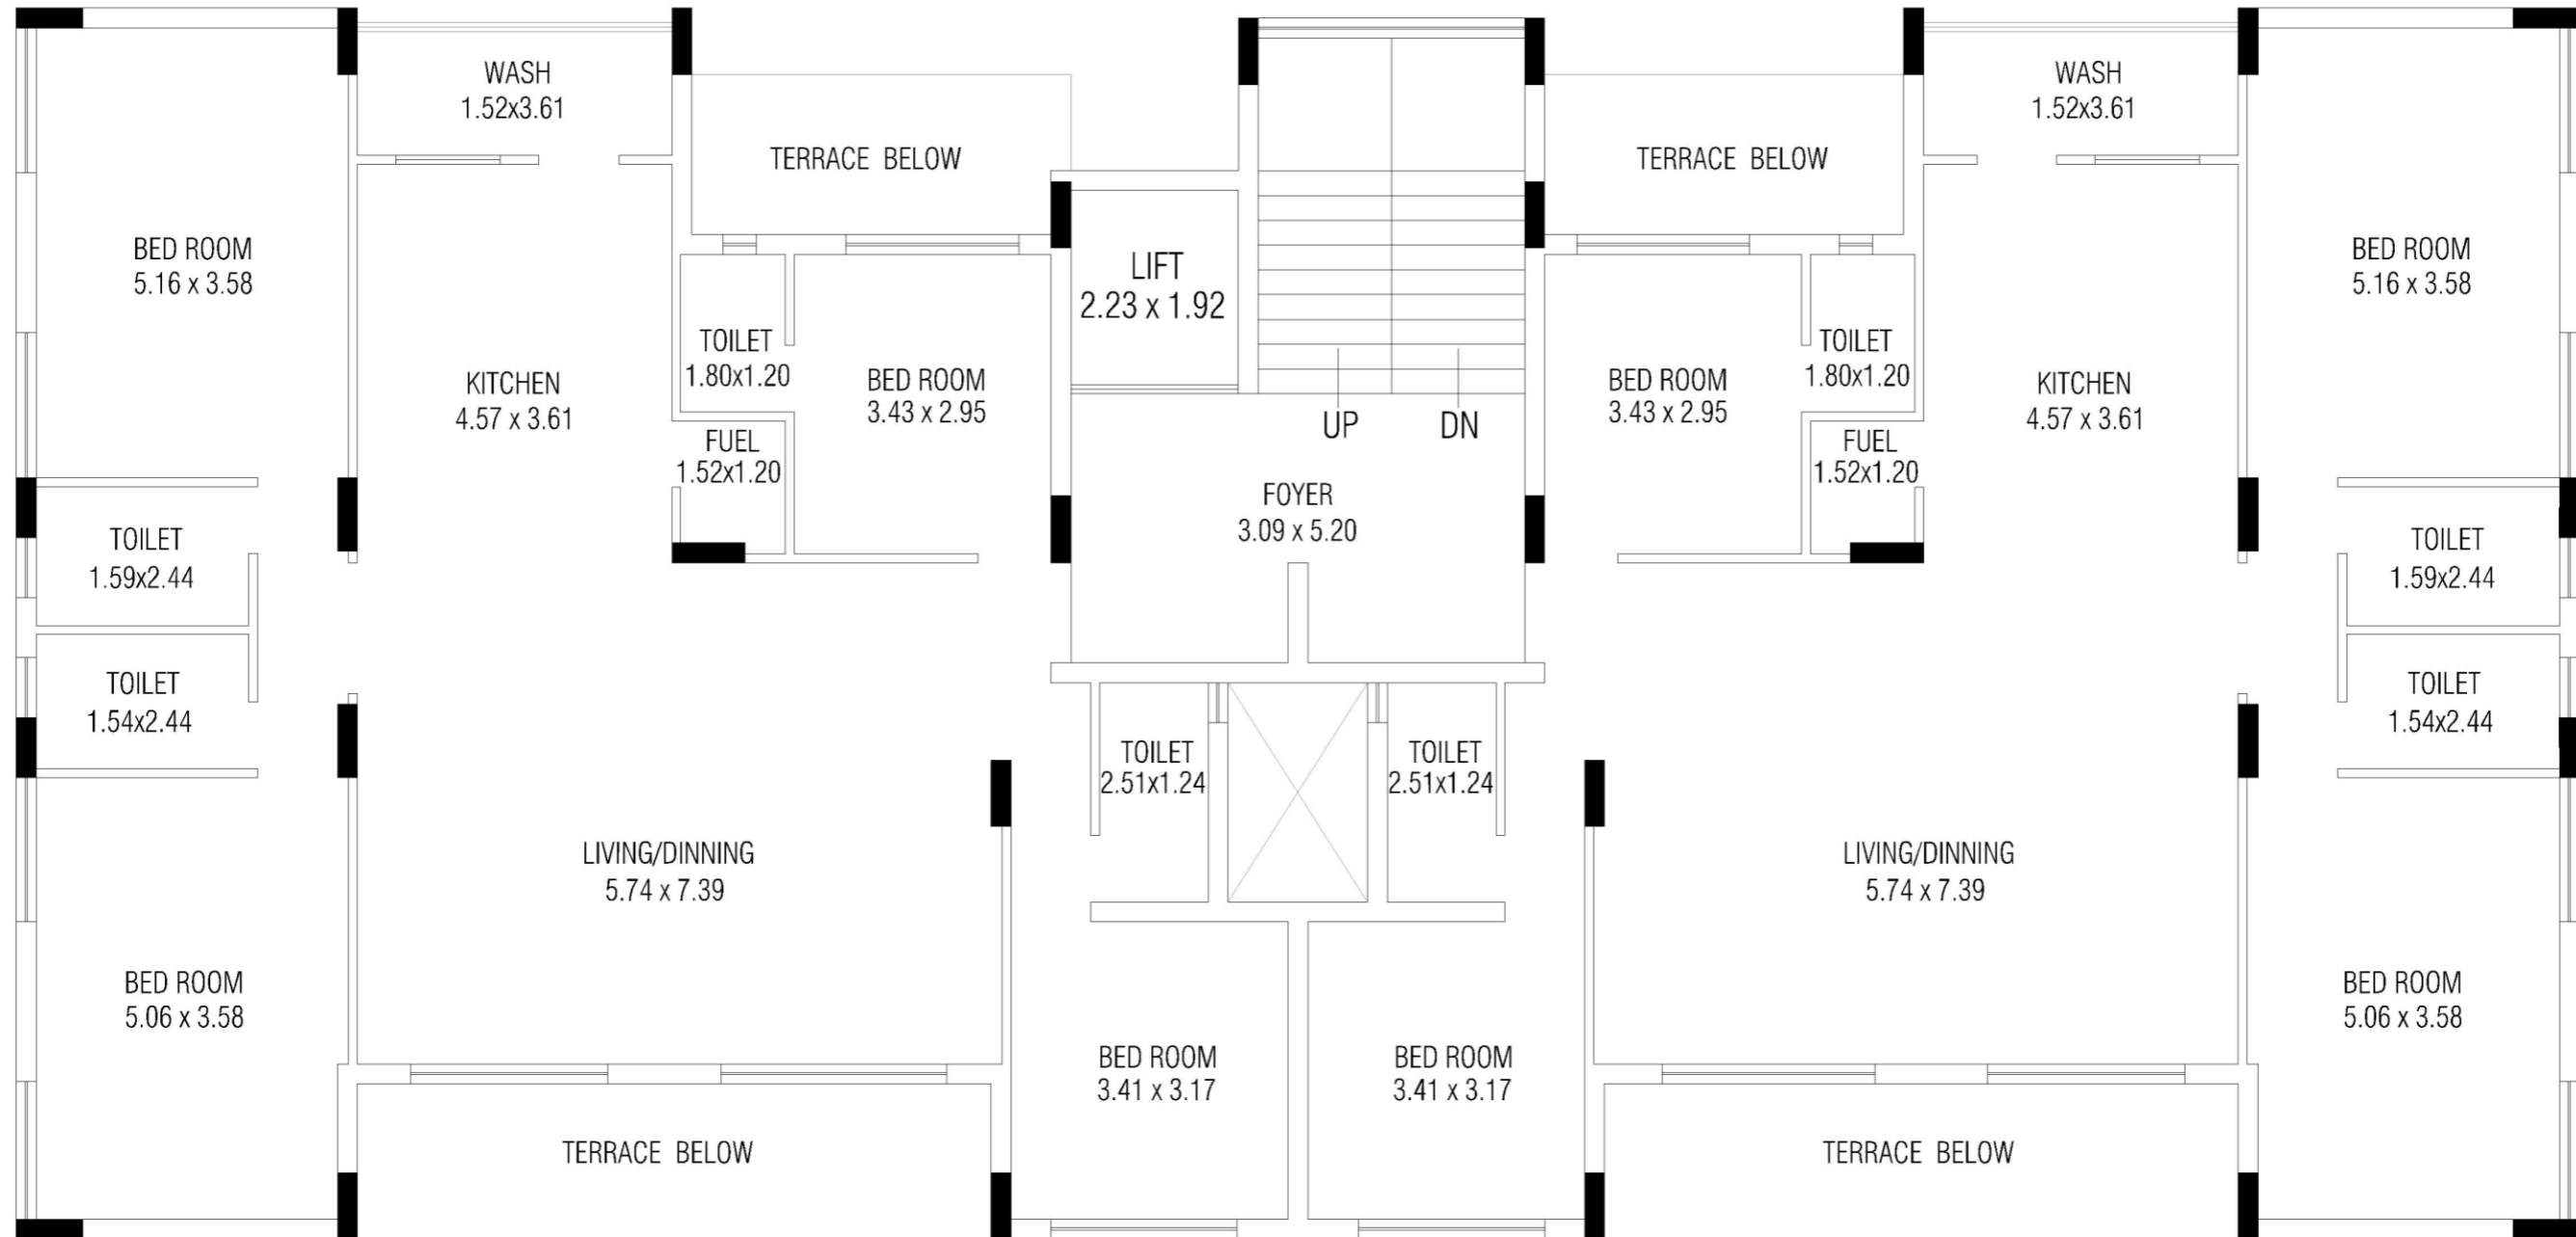 WASH
1.52x3.61
WASH
1.52x3.61
TERRACE BELOW
TERRACE BELOW
BED ROOM
5.16 x 3.58
LIFT
2.23 x 1.92
BED ROOM
5.16 x 3.58
TOILET
1.80x1.20
TOILET
1.80x1.20
KITCHEN
4.57 x 3.61
BED ROOM
3.43 x 2.95
BED ROOM
3.43 x 2.95
KITCHEN
4.57 x 3.61
UP
DN
FUEL
1.52x1.20
FUEL
1.52x1.20
FOYER
3.09 x 5.20
TOILET
1.59x2.44
TOILET
1.59x2.44
TOILET
1.54x2.44
TOILET
1.54x2.44
TOILET
2.51x1.24
TOILET
2.51x1.24
LIVING/DINNING
5.74 x 7.39
LIVING/DINNING
5.74 x 7.39
BED ROOM
5.06 x 3.58
BED ROOM
5.06 x 3.58
BED ROOM
3.41 x 3.17
BED ROOM
3.41 x 3.17
TERRACE BELOW
TERRACE BELOW